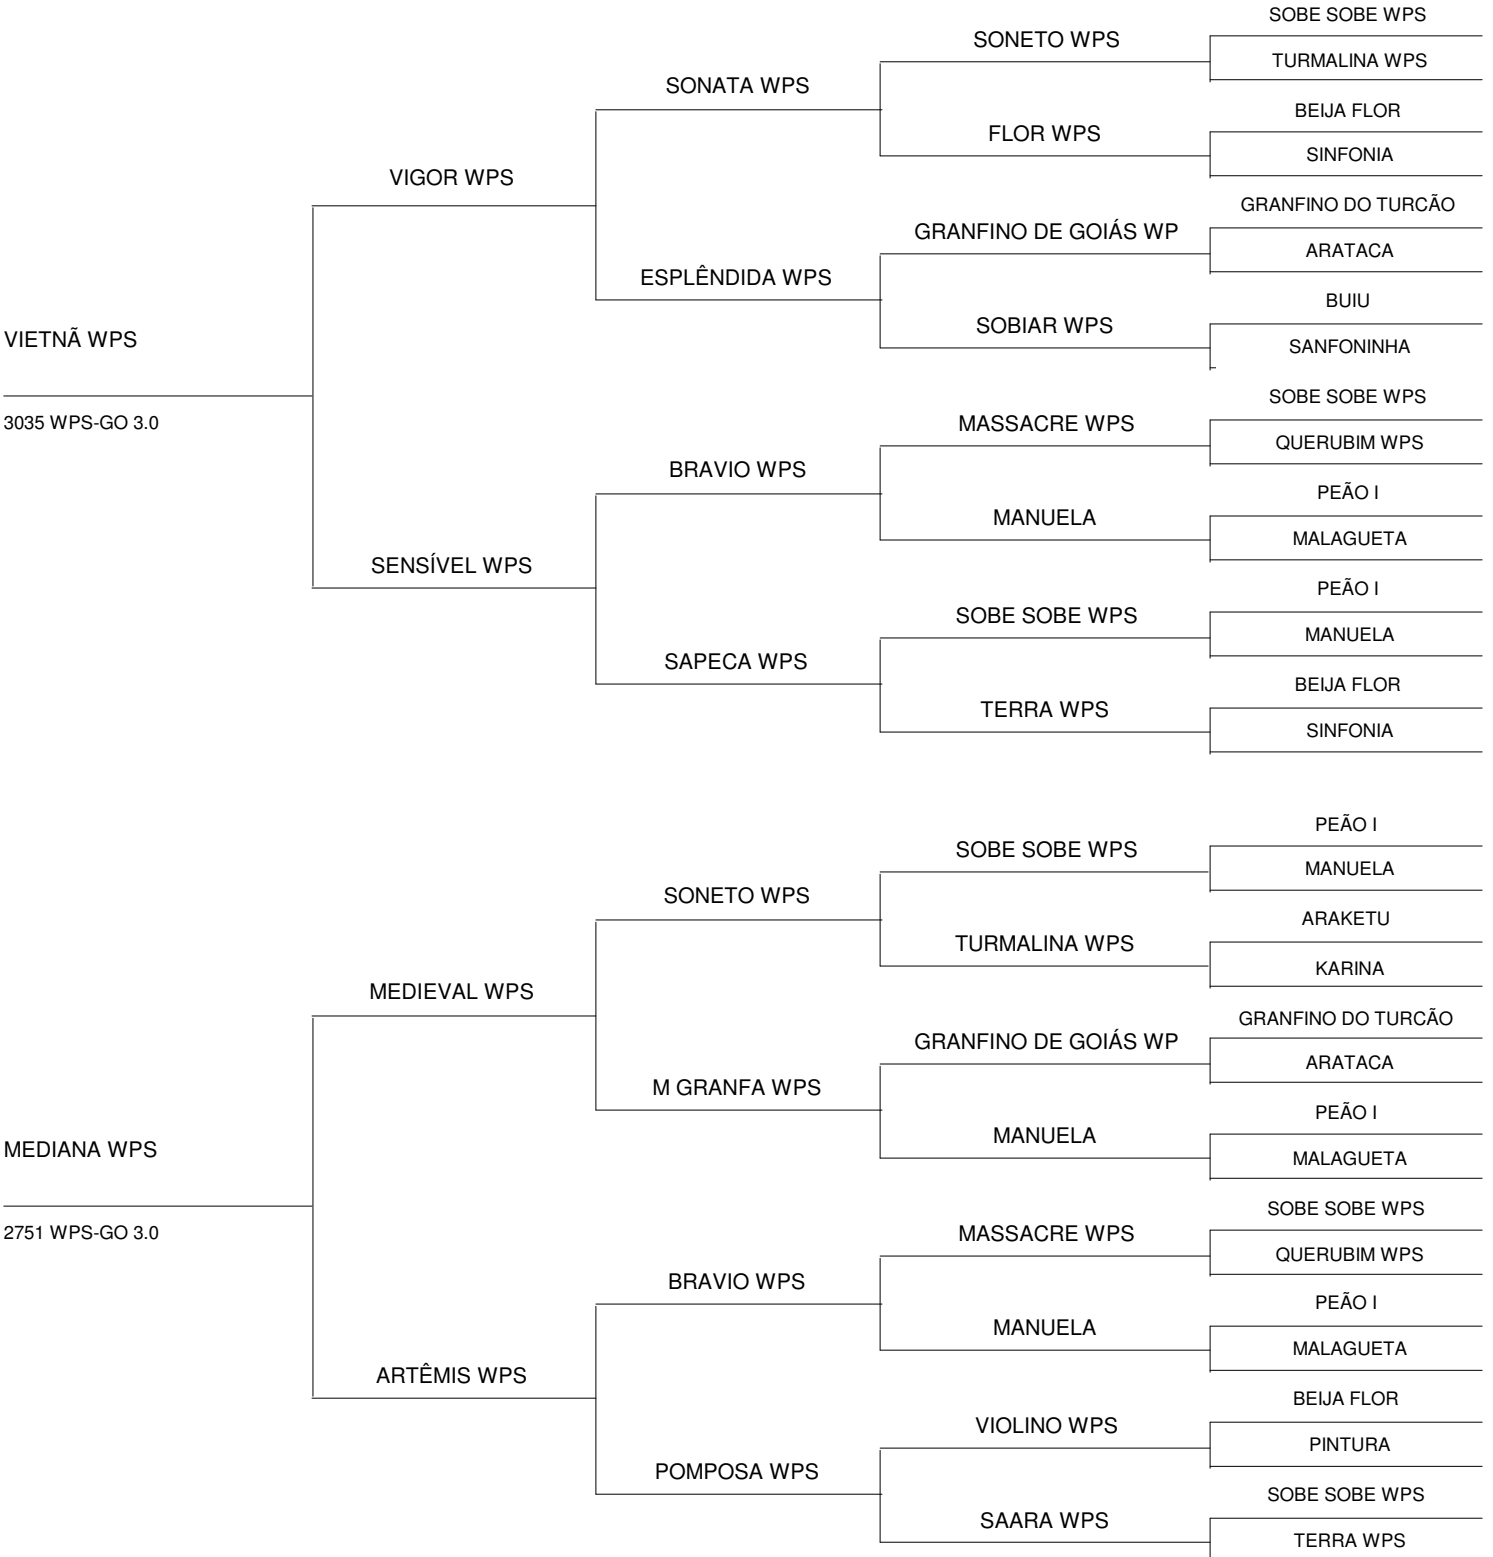 SOBE SOBE WPS
SONETO WPS
TURMALINA WPS
SONATA WPS
BEIJA FLOR
FLOR WPS
SINFONIA
VIGOR WPS
GRANFINO DO TURCÃO
GRANFINO DE GOIÁS WP
ARATACA
ESPLÊNDIDA WPS
BUIU
SOBIAR WPS
SANFONINHA
VIETNÃ WPS
3035 WPS-GO 3.0
SOBE SOBE WPS
MASSACRE WPS
QUERUBIM WPS
BRAVIO WPS
PEÃO I
MANUELA
MALAGUETA
SENSÍVEL WPS
PEÃO I
SOBE SOBE WPS
MANUELA
SAPECA WPS
BEIJA FLOR
TERRA WPS
SINFONIA
PEÃO I
SOBE SOBE WPS
MANUELA
SONETO WPS
ARAKETU
TURMALINA WPS
KARINA
MEDIEVAL WPS
GRANFINO DO TURCÃO
GRANFINO DE GOIÁS WP
ARATACA
M GRANFA WPS
PEÃO I
MANUELA
MALAGUETA
MEDIANA WPS
2751 WPS-GO 3.0
SOBE SOBE WPS
MASSACRE WPS
QUERUBIM WPS
BRAVIO WPS
PEÃO I
MANUELA
MALAGUETA
ARTÊMIS WPS
BEIJA FLOR
VIOLINO WPS
PINTURA
POMPOSA WPS
SOBE SOBE WPS
SAARA WPS
TERRA WPS